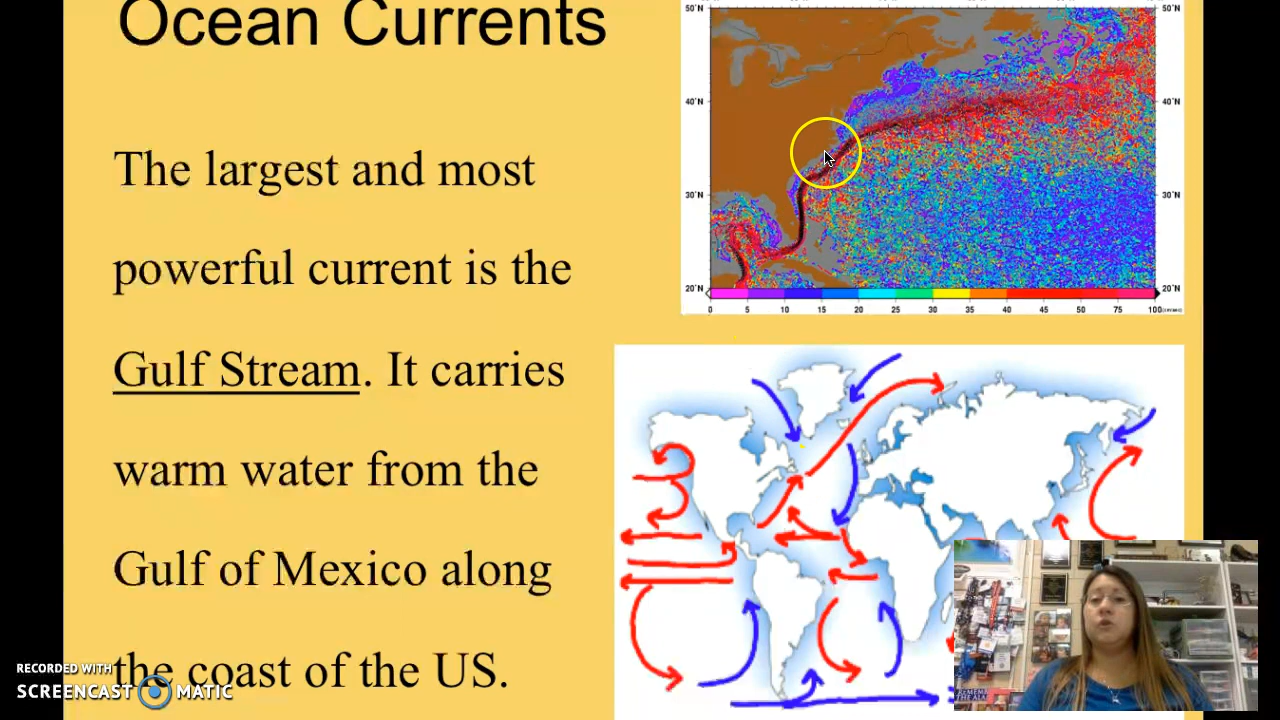 Ocean Currents
The largest and most
powerful current is the
Gulf Stream. It carries
warm water from the
Gulf of Mexico along
the coast of the US.
50°N 50°N
40°N 40°N
30°N 30°N
20°N 20°N
0 5 10 15 20 25 30 35 40 45 50 75 100
RECORDED WITH
SCREENCAST MATIC